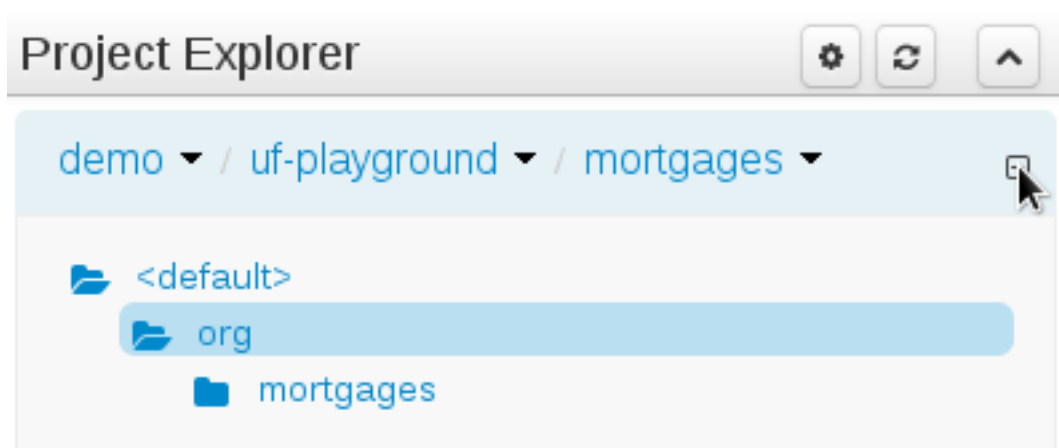 Project Explorer
demo / uf-playground / mortgages
<default>
org
mortgages